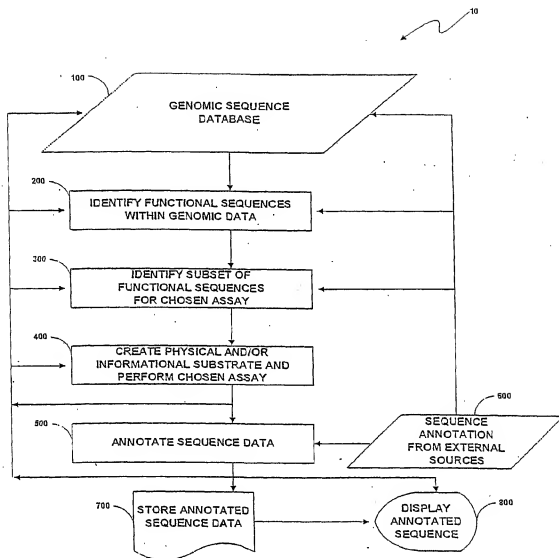 10
100
GENOMIC SEQUENCE
DATABASE
200
IDENTIFY FUNCTIONAL SEQUENCES
WITHIN GENOMIC DATA
300
IDENTIFY SUBSET OF
FUNCTIONAL SEQUENCES
FOR CHOSEN ASSAY
400
CREATE PHYSICAL AND/OR
INFORMATIONAL SUBSTRATE AND
PERFORM CHOSEN ASSAY
500
ANNOTATE SEQUENCE DATA
600
SEQUENCE
ANNOTATION
FROM EXTERNAL
SOURCES
700
STORE ANNOTATED
SEQUENCE DATA
800
DISPLAY
ANNOTATED
SEQUENCE